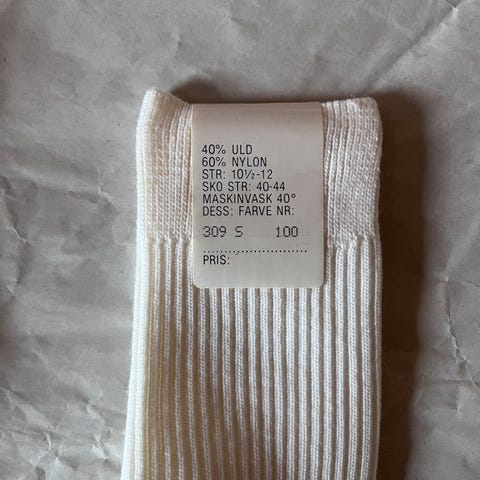 40% ULD
60% NYLON
STR: 10½-12
SKO STR: 40-44
MASKINVASK 40°
DESS: FARVE NR:
309 S 100
..............................
PRIS: